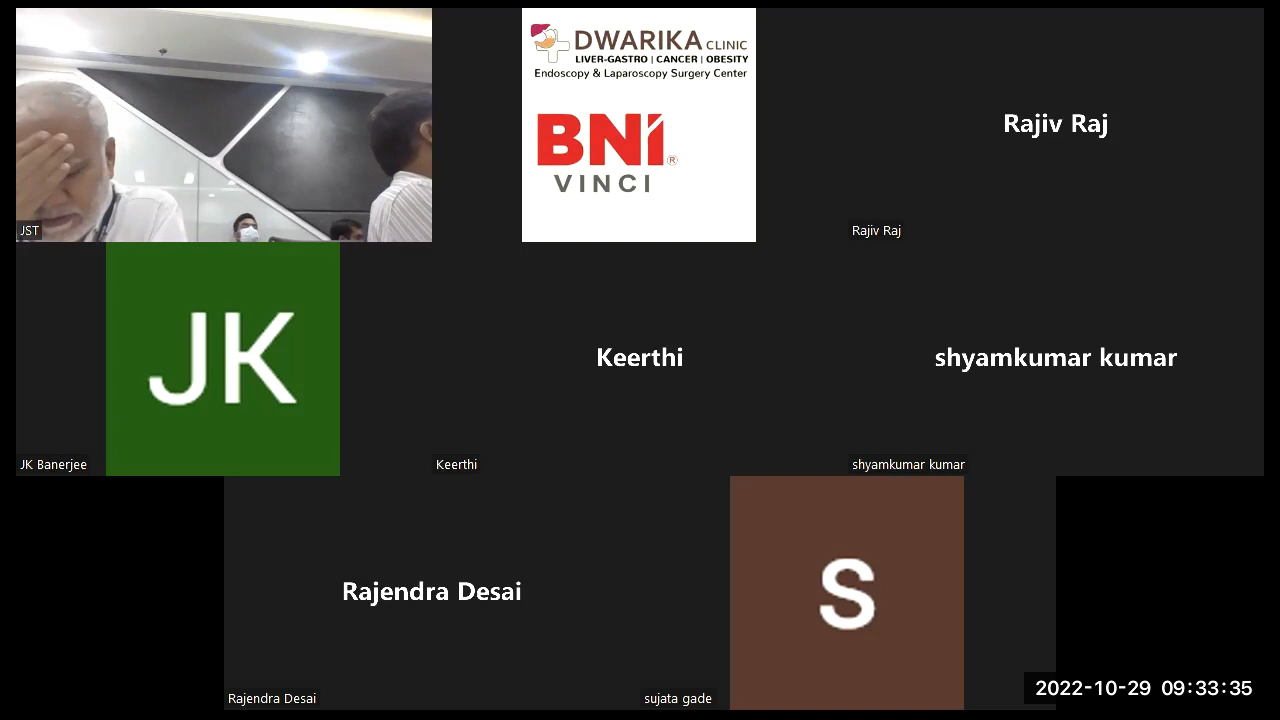 DWARIKA CLINIC
LIVER-GASTRO | CANCER | OBESITY
Endoscopy & Laparoscopy Surgery Center
BNI®
VINCI
Rajiv Raj
JST
Rajiv Raj
JK
Keerthi
shyamkumar kumar
JK Banerjee
Keerthi
shyamkumar kumar
Rajendra Desai
S
Rajendra Desai
sujata gade
2022-10-29 09:33:35